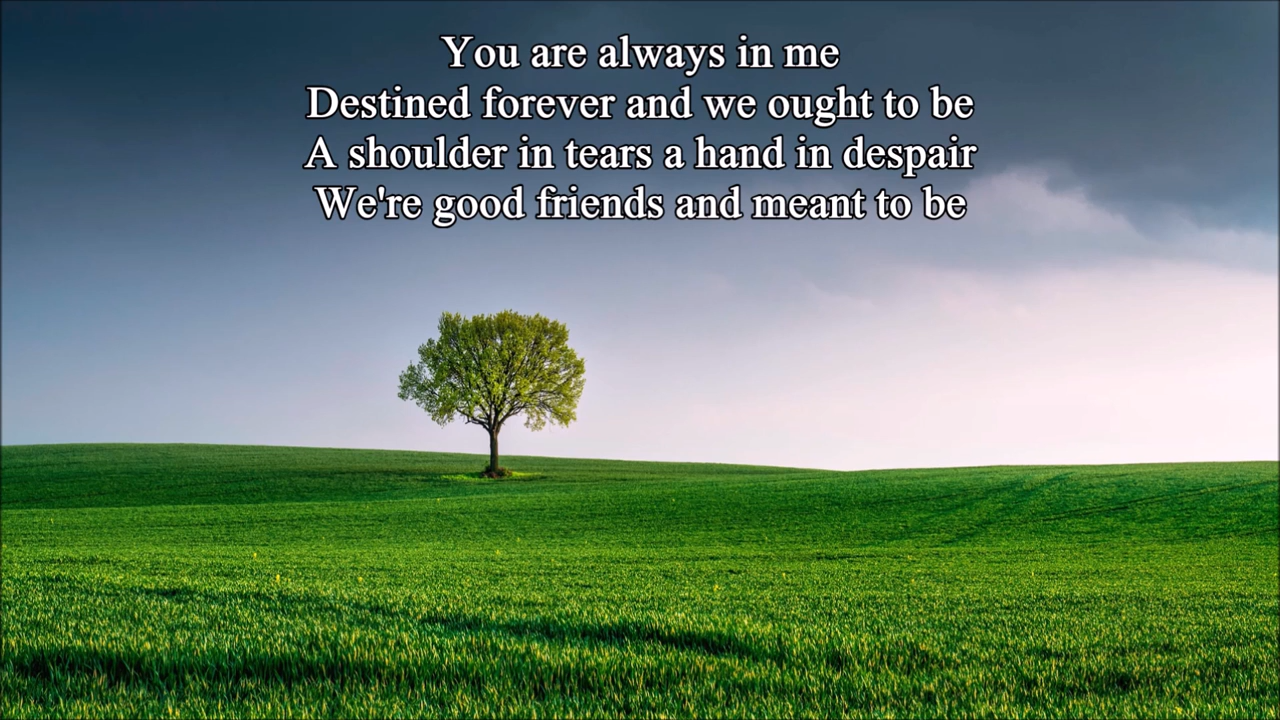 You are always in me
Destined forever and we ought to be
A shoulder in tears a hand in despair
We're good friends and meant to be